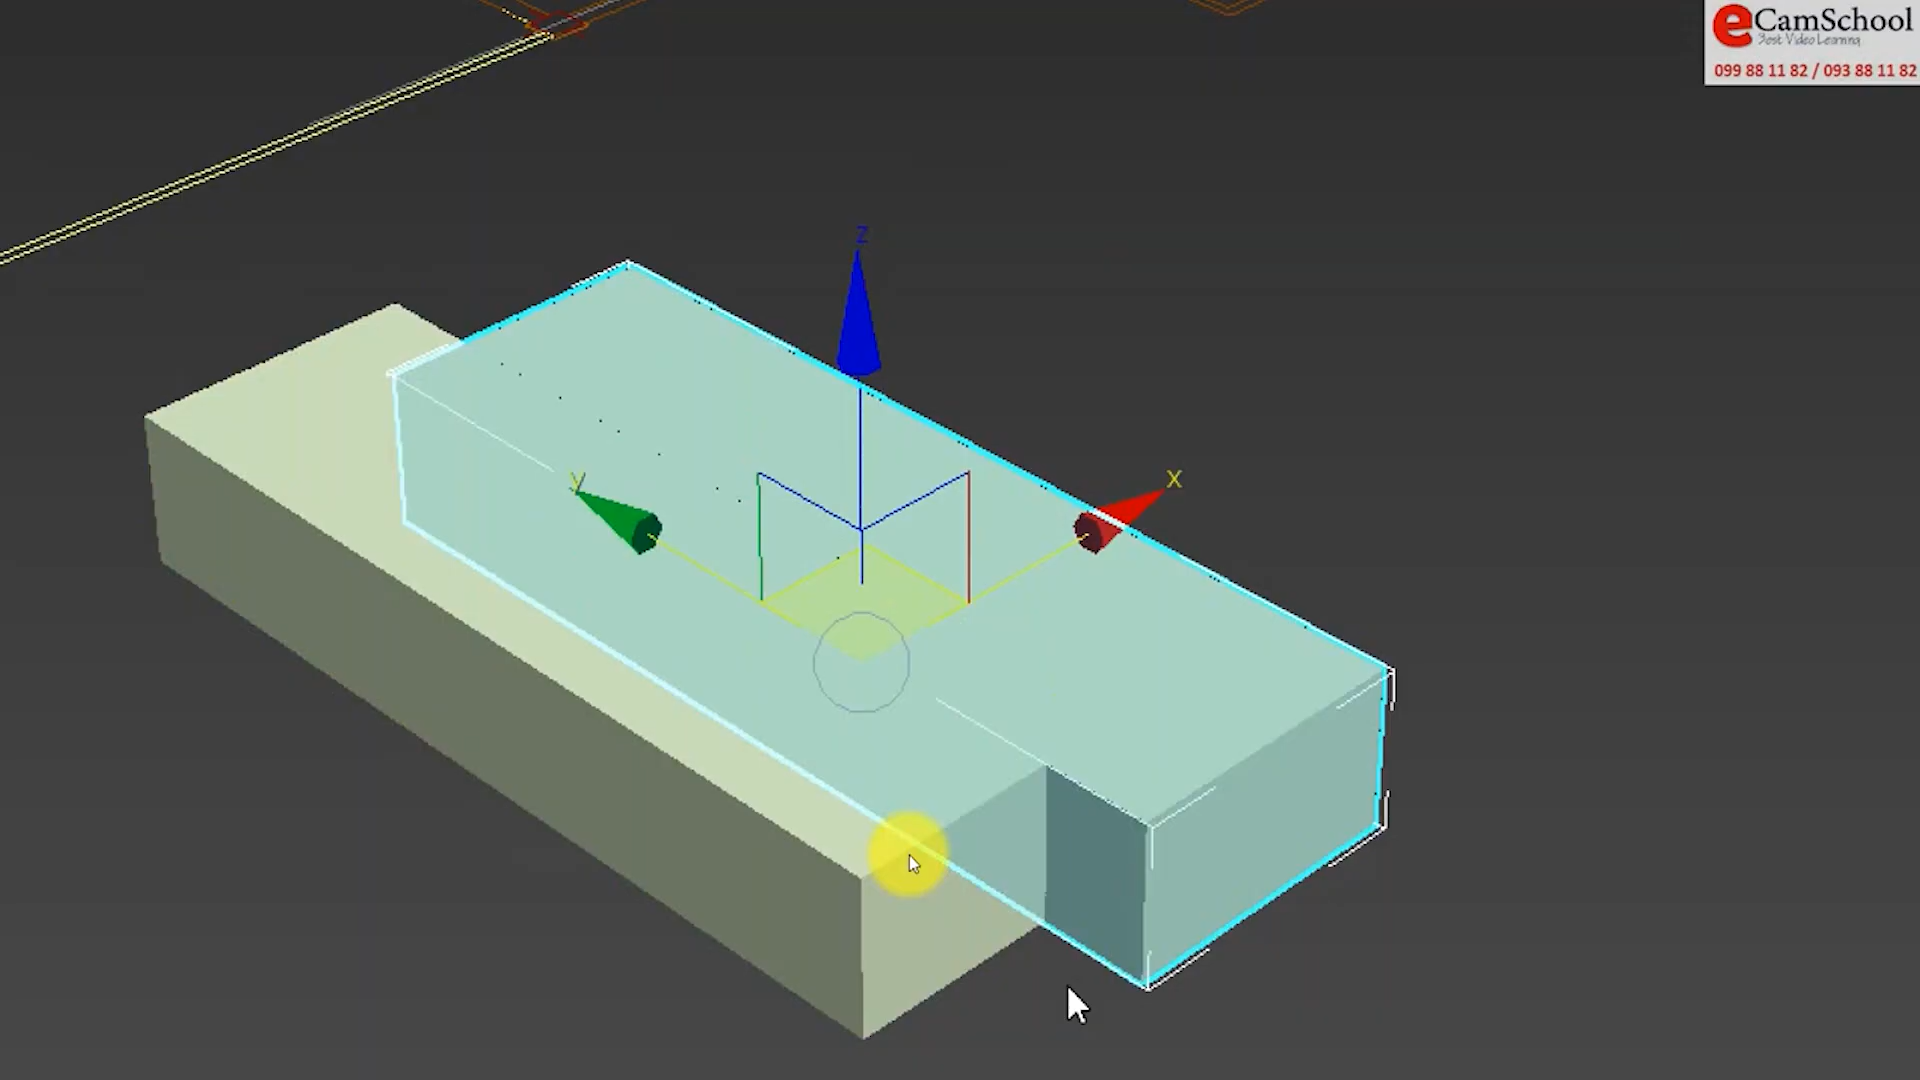 eCamSchool
Best Video Learning
099 88 11 82 / 093 88 11 82
Z
y
X